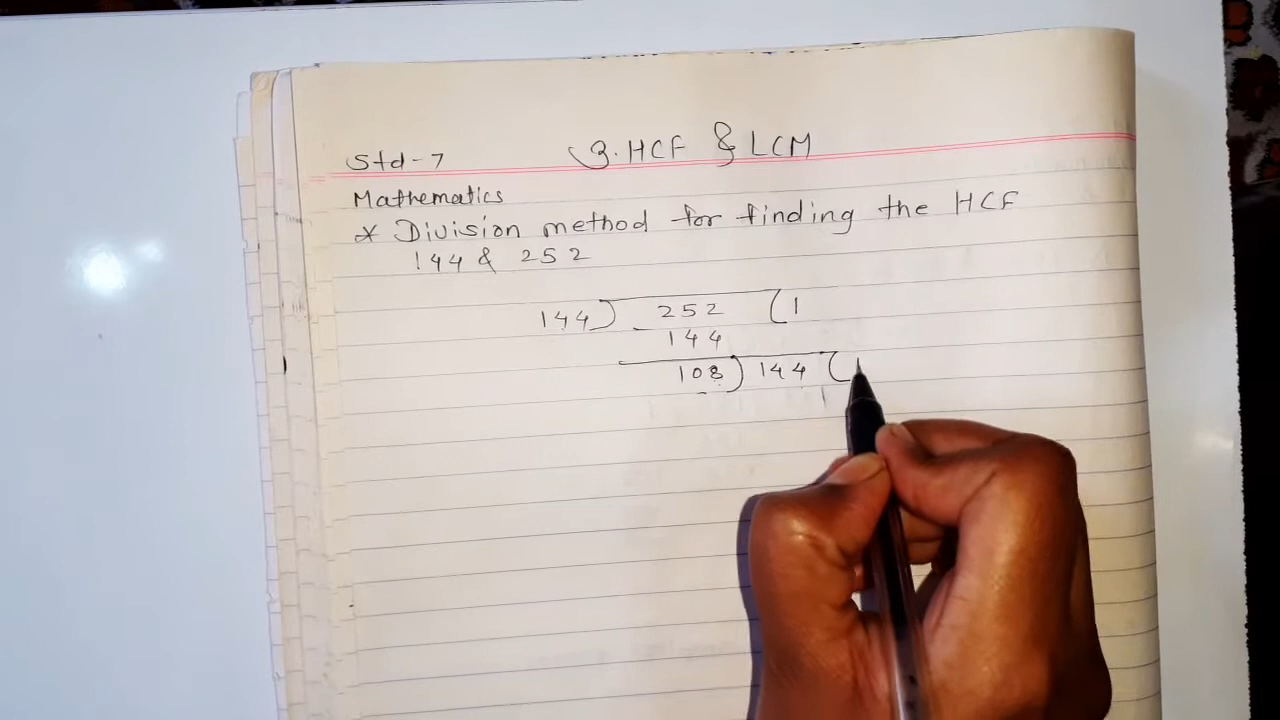 Std-7 3. HCF & LCM
Mathematics
* Division method for finding the HCF
144 & 252
144) 252 (1
- 144
108) 144 (1